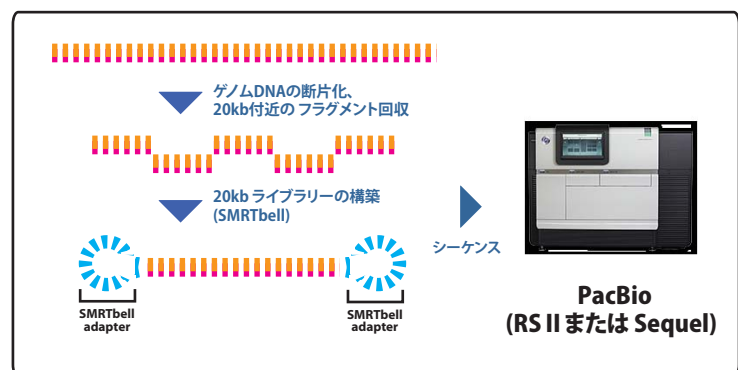 ゲノムDNAの断片化、
20kb付近の フラグメント回収
20kb ライブラリーの構築
(SMRTbell)
シーケンス
SMRTbell
adapter
SMRTbell
adapter
PacBio
(RS II または Sequel)